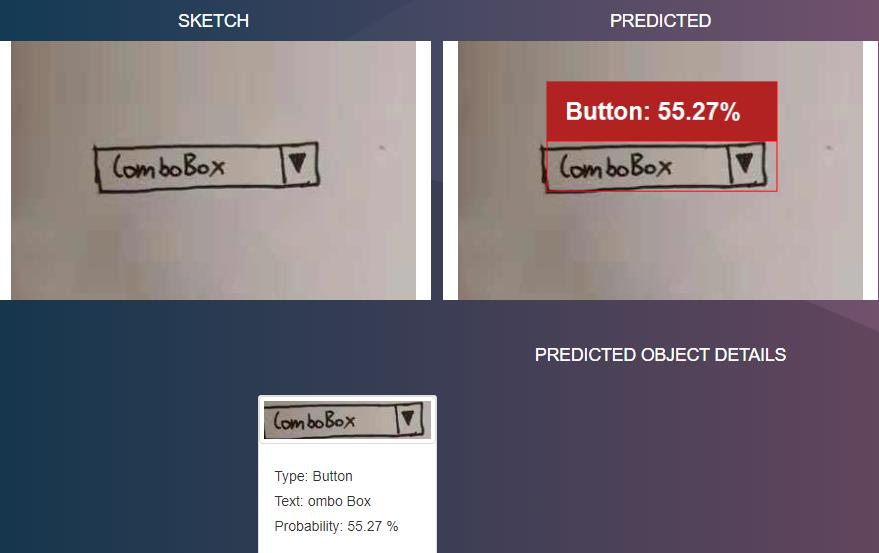 SKETCH
PREDICTED
ComboBox
Button: 55.27%
ComboBox
PREDICTED OBJECT DETAILS
ComboBox
Type: Button
Text: ombo Box
Probability: 55.27 %